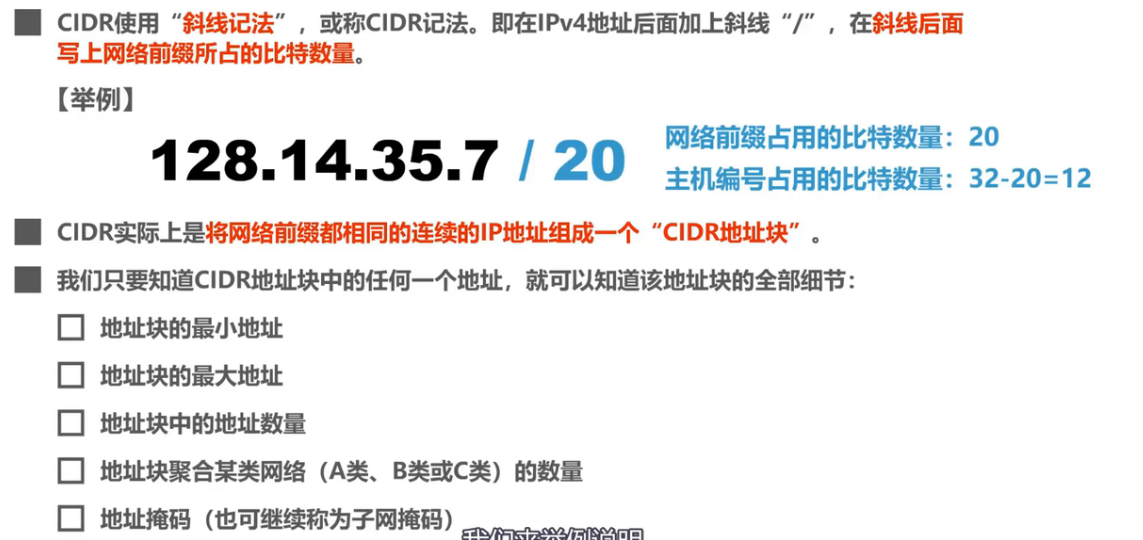 CIDR使用“斜线记法”，或称CIDR记法。即在IPv4地址后面加上斜线“/”，在斜线后面
写上网络前缀所占的比特数量。
【举例】
128.14.35.7 / 20
网络前缀占用的比特数量：20
主机编号占用的比特数量：32-20=12
CIDR实际上是将网络前缀都相同的连续的IP地址组成一个“CIDR地址块”。
我们只要知道CIDR地址块中的任何一个地址，就可以知道该地址块的全部细节：
地址块的最小地址
地址块的最大地址
地址块中的地址数量
地址块聚合某类网络（A类、B类或C类）的数量
地址掩码（也可继续称为子网掩码）
我们来举例说明